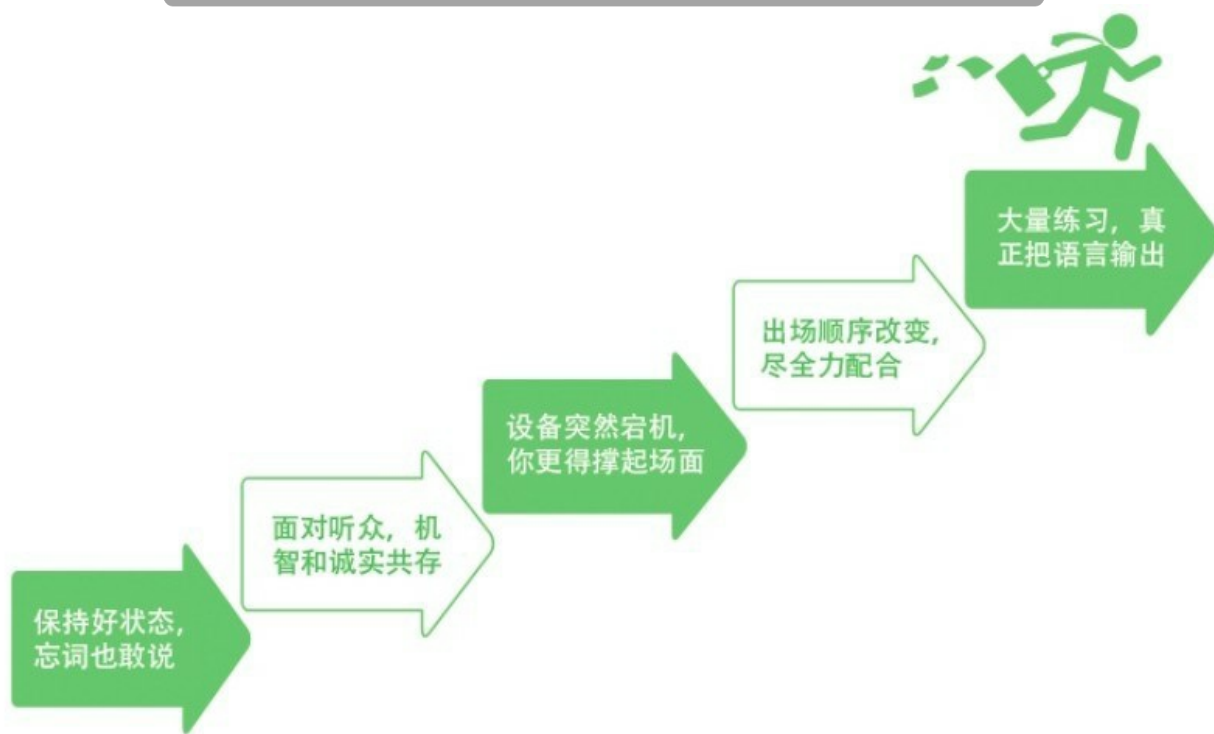 保持好状态,
忘词也敢说
面对听众,机
智和诚实共存
设备突然宕机,
你更得撑起场面
出场顺序改变,
尽全力配合
大量练习,真
正把语言输出